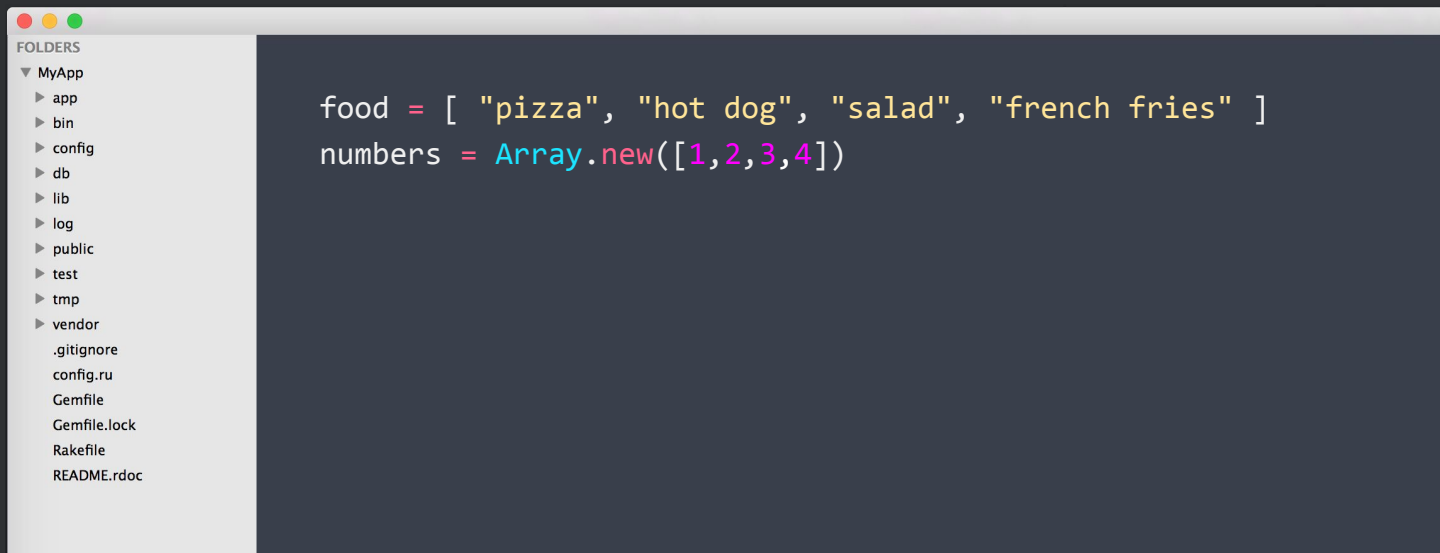 FOLDERS
MyApp
app
bin
config
db
lib
log
public
test
tmp
vendor
.gitignore
config.ru
Gemfile
Gemfile.lock
Rakefile
README.rdoc
food = [ "pizza", "hot dog", "salad", "french fries" ]
numbers = Array.new([1,2,3,4])